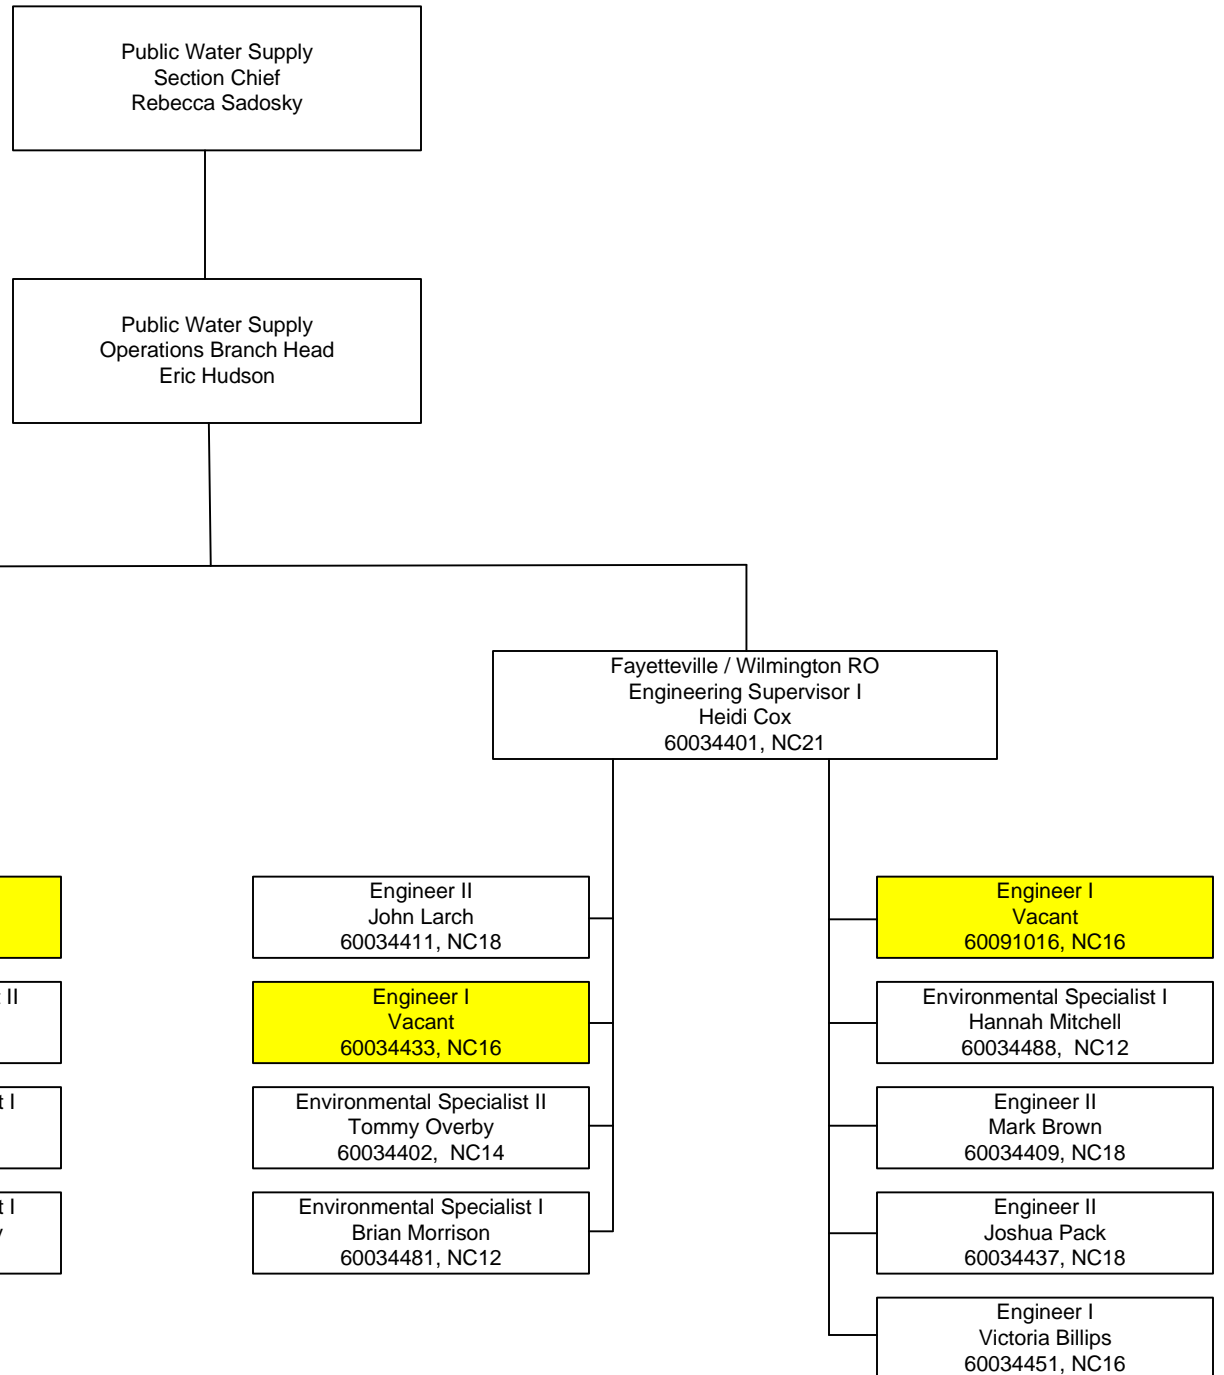 Public Water Supply
Section Chief
Rebecca Sadosky
Public Water Supply
Operations Branch Head
Eric Hudson
Fayetteville / Wilmington RO
Engineering Supervisor I
Heidi Cox
60034401, NC21
II
I
I
Engineer II
John Larch
60034411, NC18
Engineer I
Vacant
60034433, NC16
Environmental Specialist II
Tommy Overby
60034402,  NC14
Environmental Specialist I
Brian Morrison
60034481, NC12
Engineer I
Vacant
60091016, NC16
Environmental Specialist I
Hannah Mitchell
60034488,  NC12
Engineer II
Mark Brown
60034409, NC18
Engineer II
Joshua Pack
60034437, NC18
Engineer I
Victoria Billips
60034451, NC16